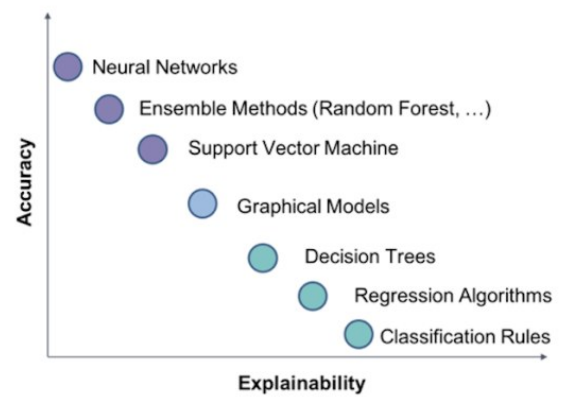 Neural Networks
Ensemble Methods (Random Forest, …)
Support Vector Machine
Graphical Models
Decision Trees
Regression Algorithms
Classification Rules
Accuracy
Explainability